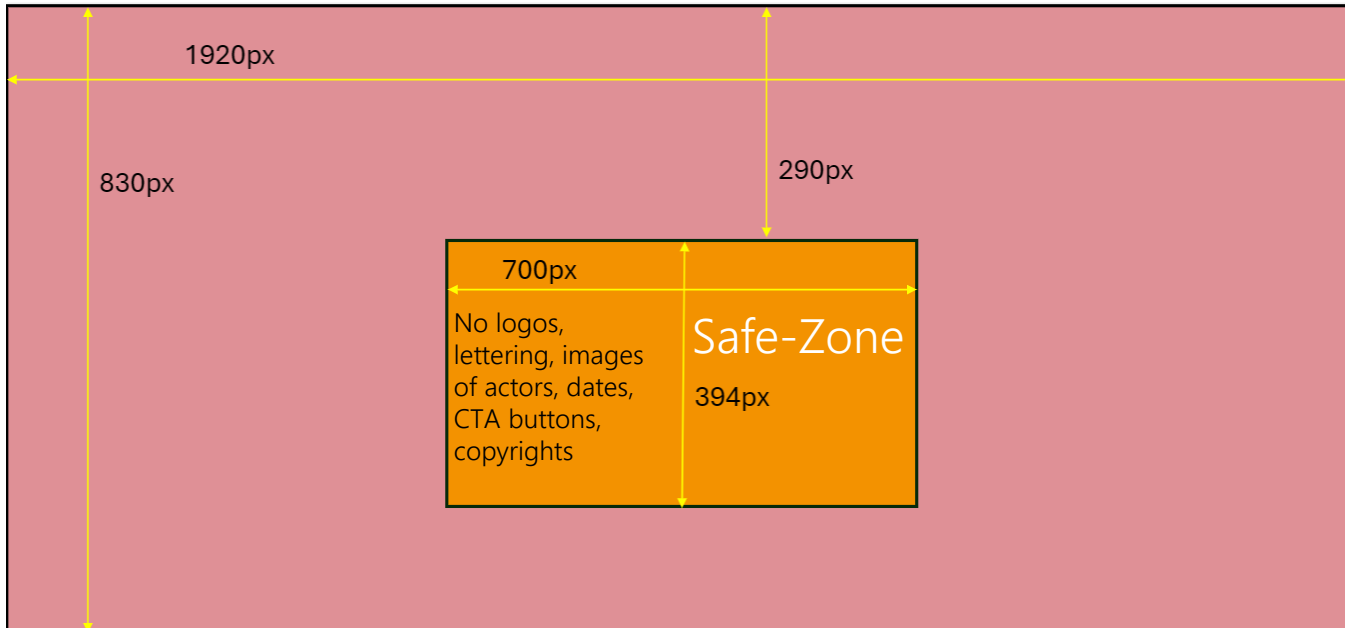 1920px
830px
290px
700px
No logos,
lettering, images
of actors, dates,
CTA buttons,
copyrights
Safe-Zone
394px